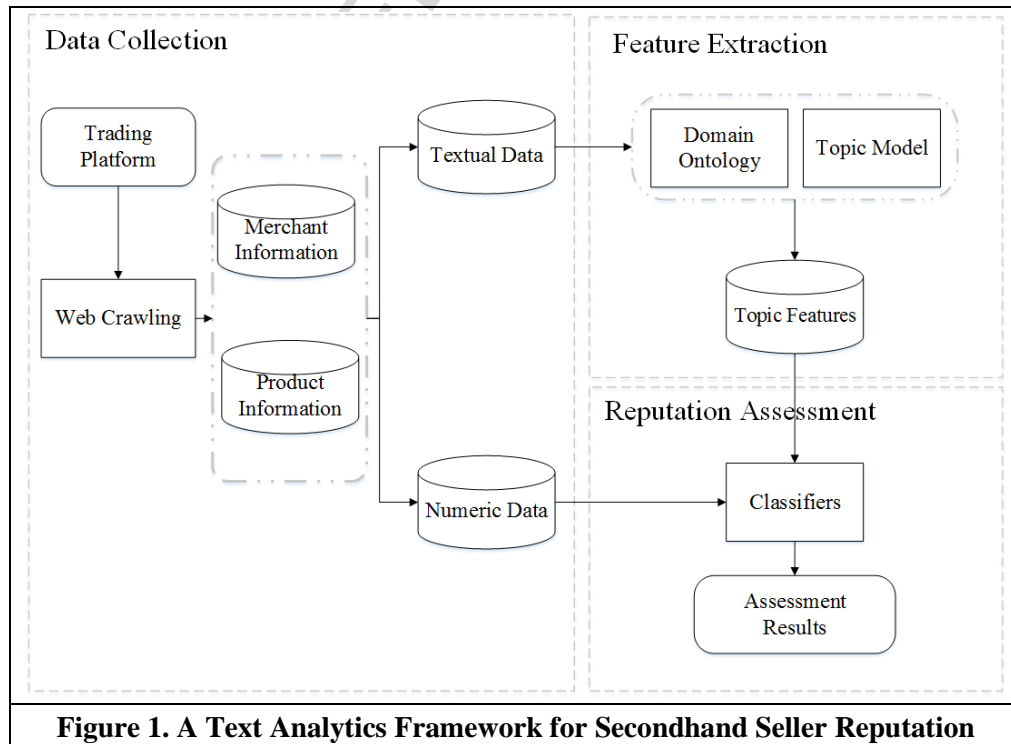 Data Collection
Feature Extraction
Trading
Platform
Textual Data
Domain
Ontology
Topic Model
Merchant
Information
Web Crawling
Topic Features
Product
Information
Reputation Assessment
Numeric Data
Classifiers
Assessment
Results
Figure 1. A Text Analytics Framework for Secondhand Seller Reputation